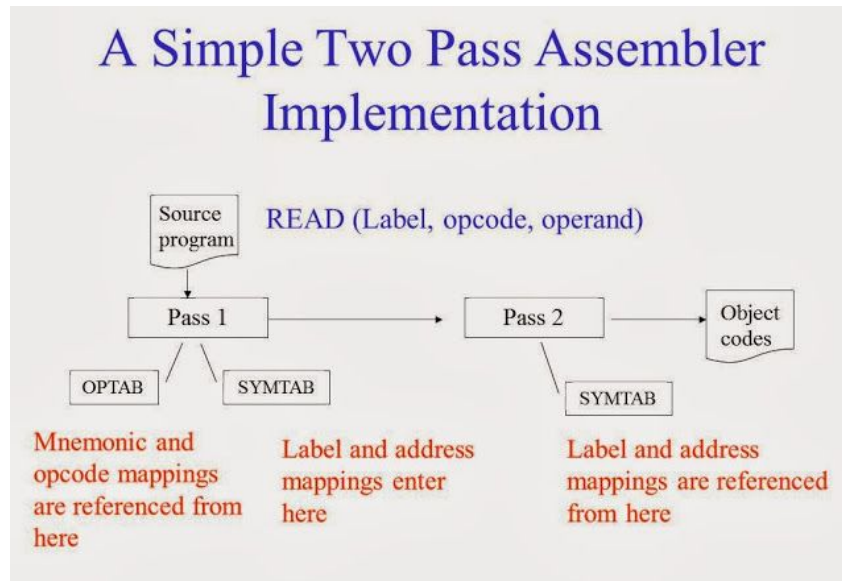 A Simple Two Pass Assembler
Implementation
Source
program
READ (Label, opcode, operand)
Pass 1
Pass 2
Object
codes
OPTAB
SYMTAB
SYMTAB
Mnemonic and
opcode mappings
are referenced from
here
Label and address
mappings enter
here
Label and address
mappings are referenced
from here